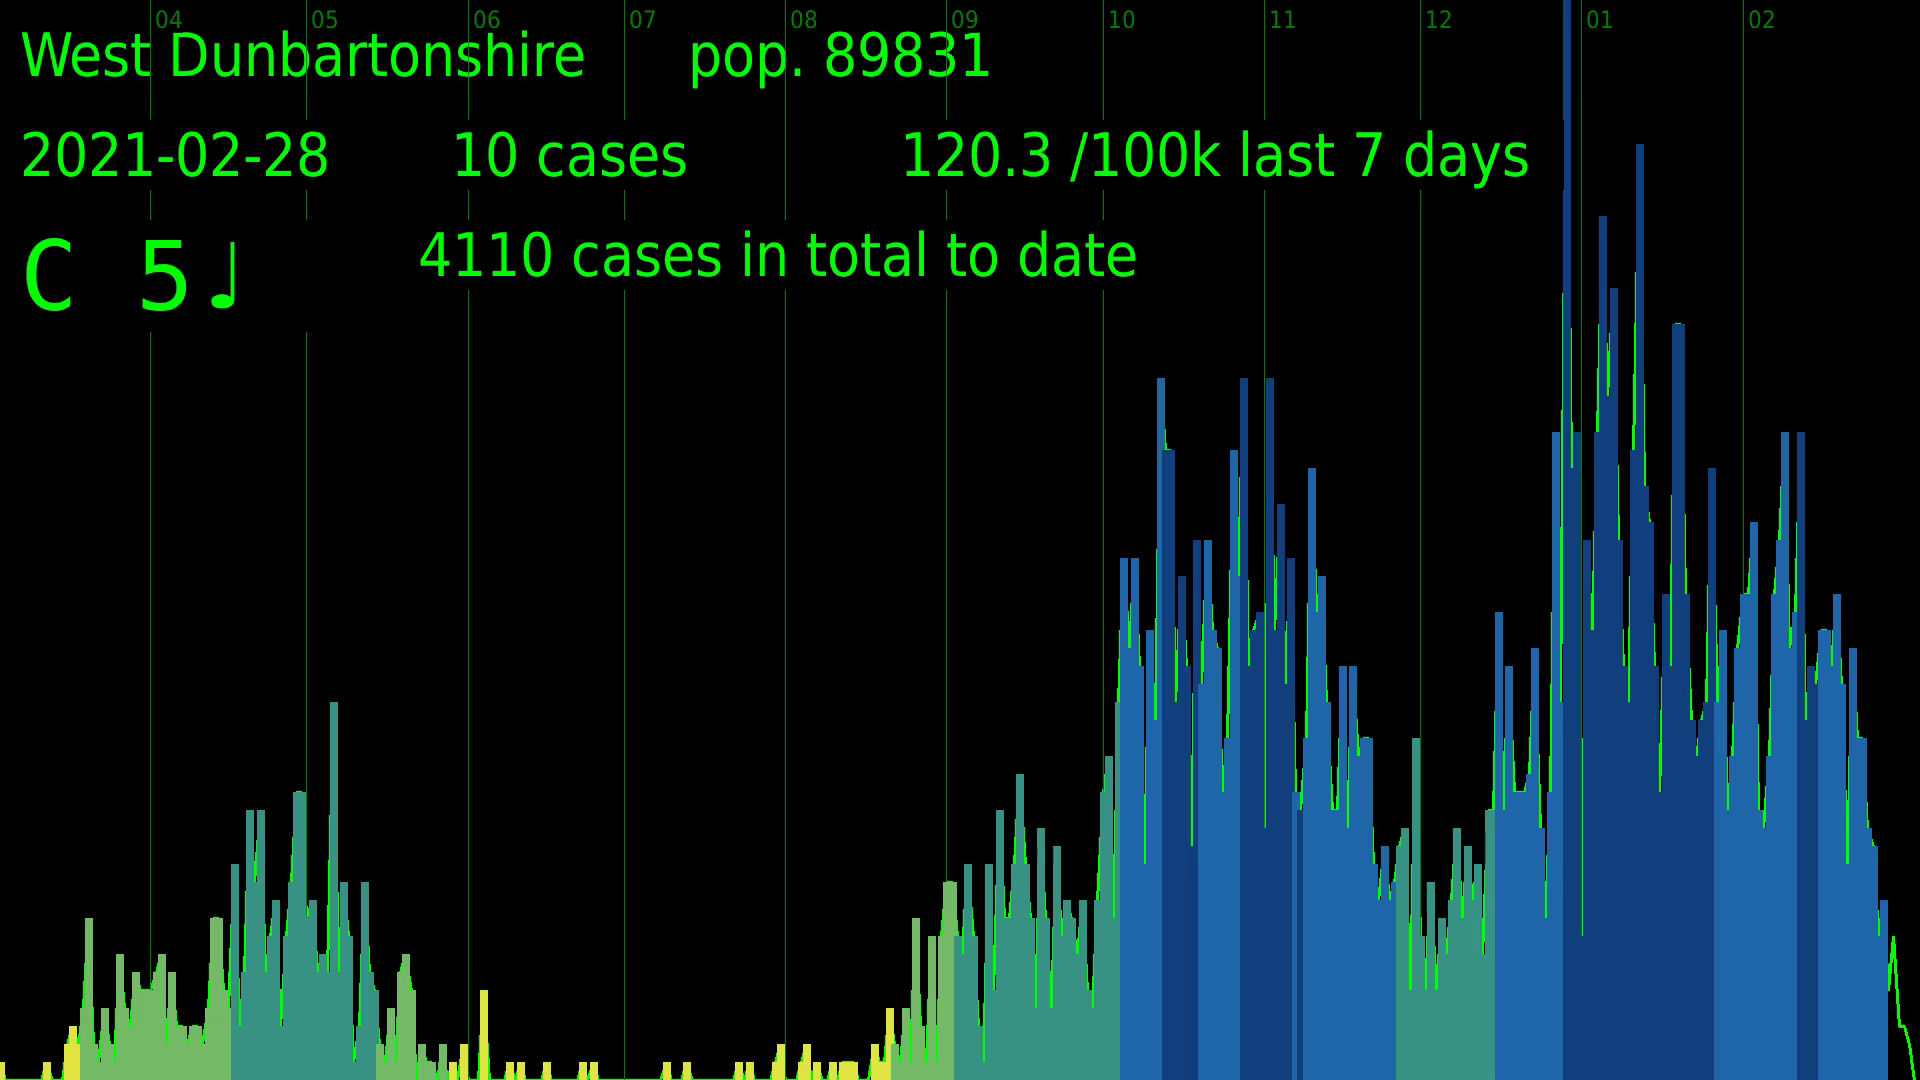 04 05 06 07 08 09 10 11 12 01 02
West Dunbartonshire pop. 89831
2021-02-28 10 cases 120.3 /100k last 7 days
C 5♩ 4110 cases in total to date